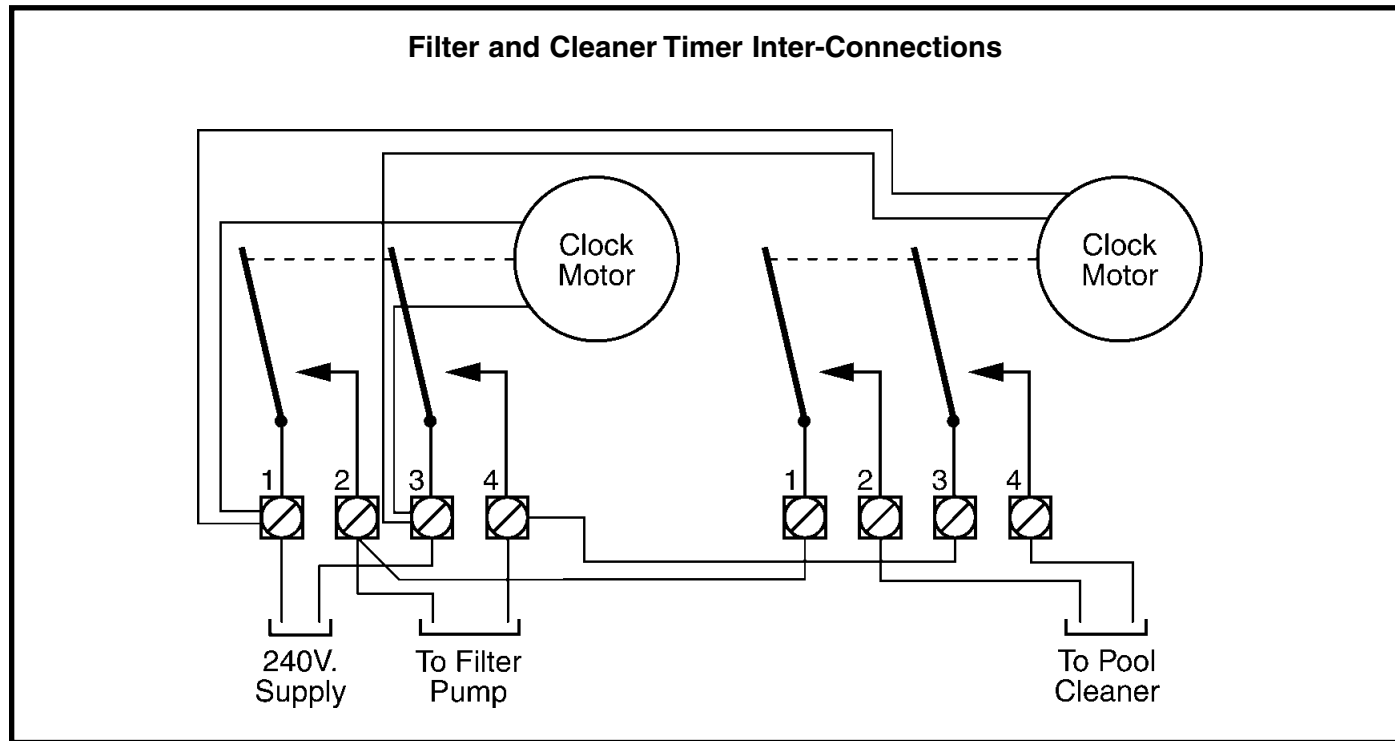 Filter and Cleaner Timer Inter-Connections
Clock
Motor
Clock
Motor
1 2 3 4
1 2 3 4
240V.
Supply
To Filter
Pump
To Pool
Cleaner